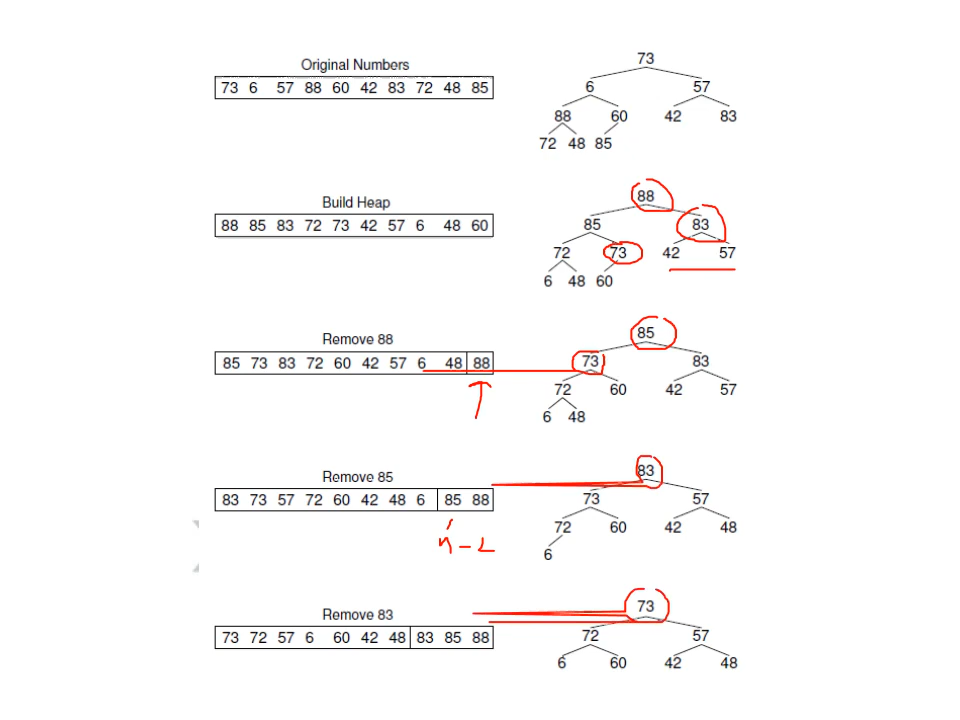 Original Numbers
73 6 57 88 60 42 83 72 48 85
73
6 57
88 60 42 83
72 48 85
Build Heap
88 85 83 72 73 42 57 6 48 60
88
85 83
72 73 42 57
6 48 60
Remove 88
85 73 83 72 60 42 57 6 48 88
85
73 83
72 60 42 57
6 48
Remove 85
83 73 57 72 60 42 48 6 85 88
n-2
83
73 57
72 60 42 48
6
Remove 83
73 72 57 6 60 42 48 83 85 88
73
72 57
6 60 42 48